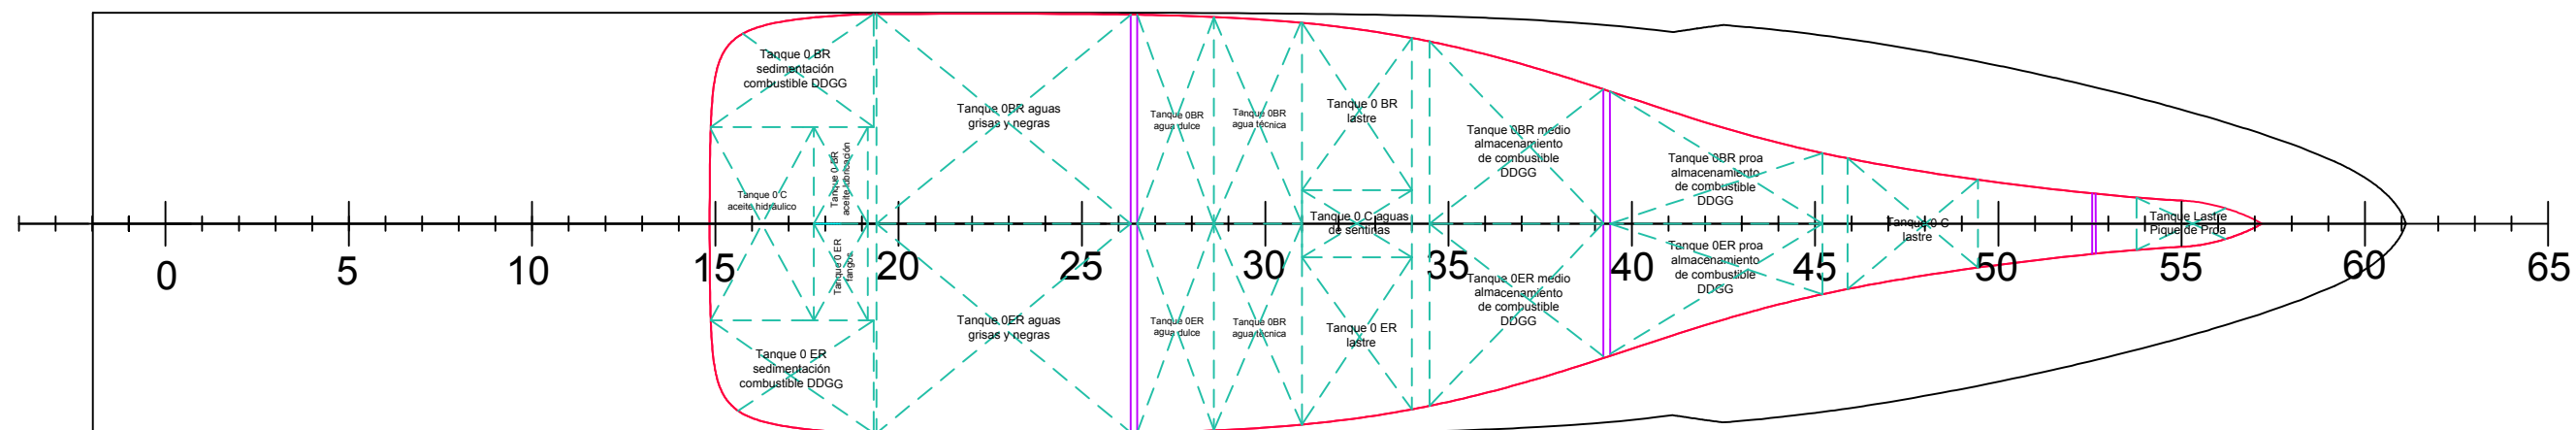 Tanque 0 BR
sedimentación
combustible DDGG
Tanque 0BR aguas
grisas y negras
Tanque 0BR
agua dulce
Tanque 0BR
agua técnica
Tanque 0 BR
lastre
Tanque 0BR medio
almacenamiento
de combustible
DDGG
Tanque 0BR proa
almacenamiento
de combustible
DDGG
Tanque 0 C
aceite hidráulico
Tanque 0 BR
aceite lubricación
Tanque 0 ER
fangos
Tanque 0 C aguas
de sentinas
Tanque 0 C
lastre
Tanque Lastre
Pique de Proa
0 5 10 15 20 25 30 35 40 45 50 55 60 65
Tanque 0 ER
sedimentación
combustible DDGG
Tanque 0ER aguas
grisas y negras
Tanque 0ER
agua dulce
Tanque 0BR
agua técnica
Tanque 0 ER
lastre
Tanque 0ER medio
almacenamiento
de combustible
DDGG
Tanque 0ER proa
almacenamiento
de combustible
DDGG